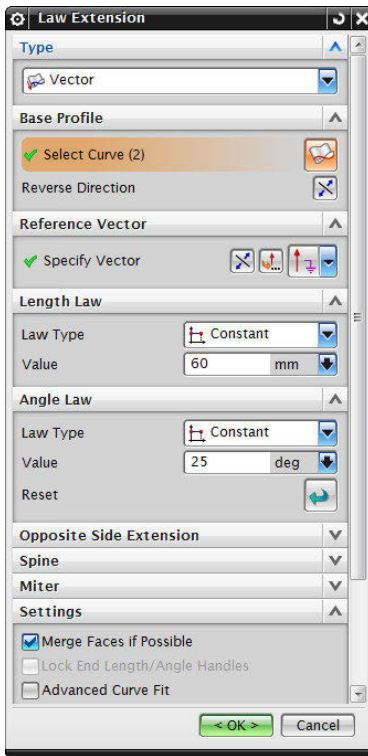 Law Extension
Type
Vector
Base Profile
Select Curve (2)
Reverse Direction
Reference Vector
Specify Vector
Length Law
Law Type Constant
Value 60 mm
Angle Law
Law Type Constant
Value 25 deg
Reset
Opposite Side Extension
Spine
Miter
Settings
Merge Faces if Possible
Lock End Length/Angle Handles
Advanced Curve Fit
< OK > Cancel